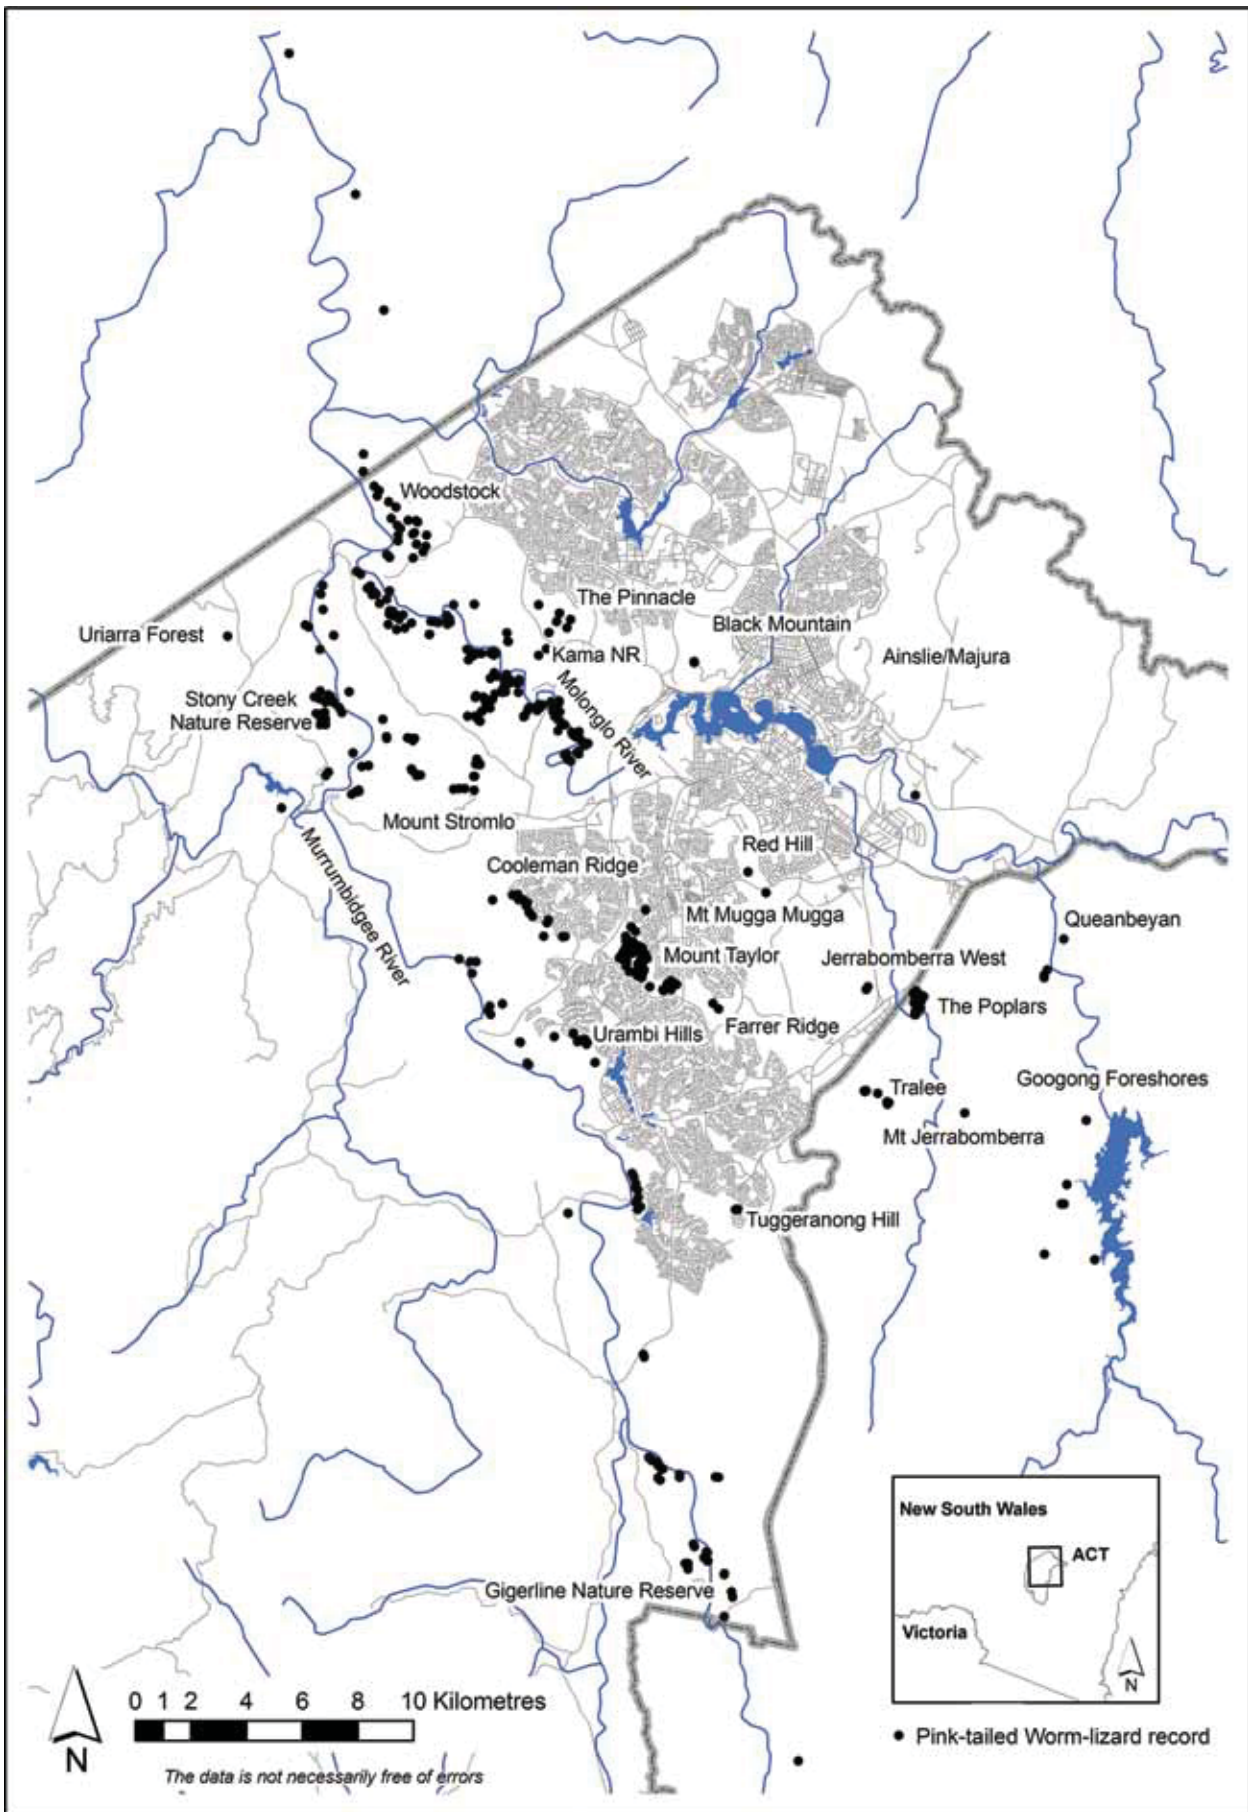 Woodstock
The Pinnacle
Black Mountain
Uriarra Forest
Kama NR
Ainslie/Majura
Stony Creek
Nature Reserve
Molonglo River
Mount Stromlo
Red Hill
Cooleman Ridge
Murrumbidgee River
Mt Mugga Mugga
Queanbeyan
Mount Taylor
Jerrabomberra West
The Poplars
Farrer Ridge
Urambi Hills
Googong Foreshores
Tralee
Mt Jerrabomberra
Tuggeranong Hill
Gigerline Nature Reserve
New South Wales
ACT
Victoria
N
0 1 2 4 6 8 10 Kilometres
N
The data is not necessarily free of errors
Pink-tailed Worm-lizard record